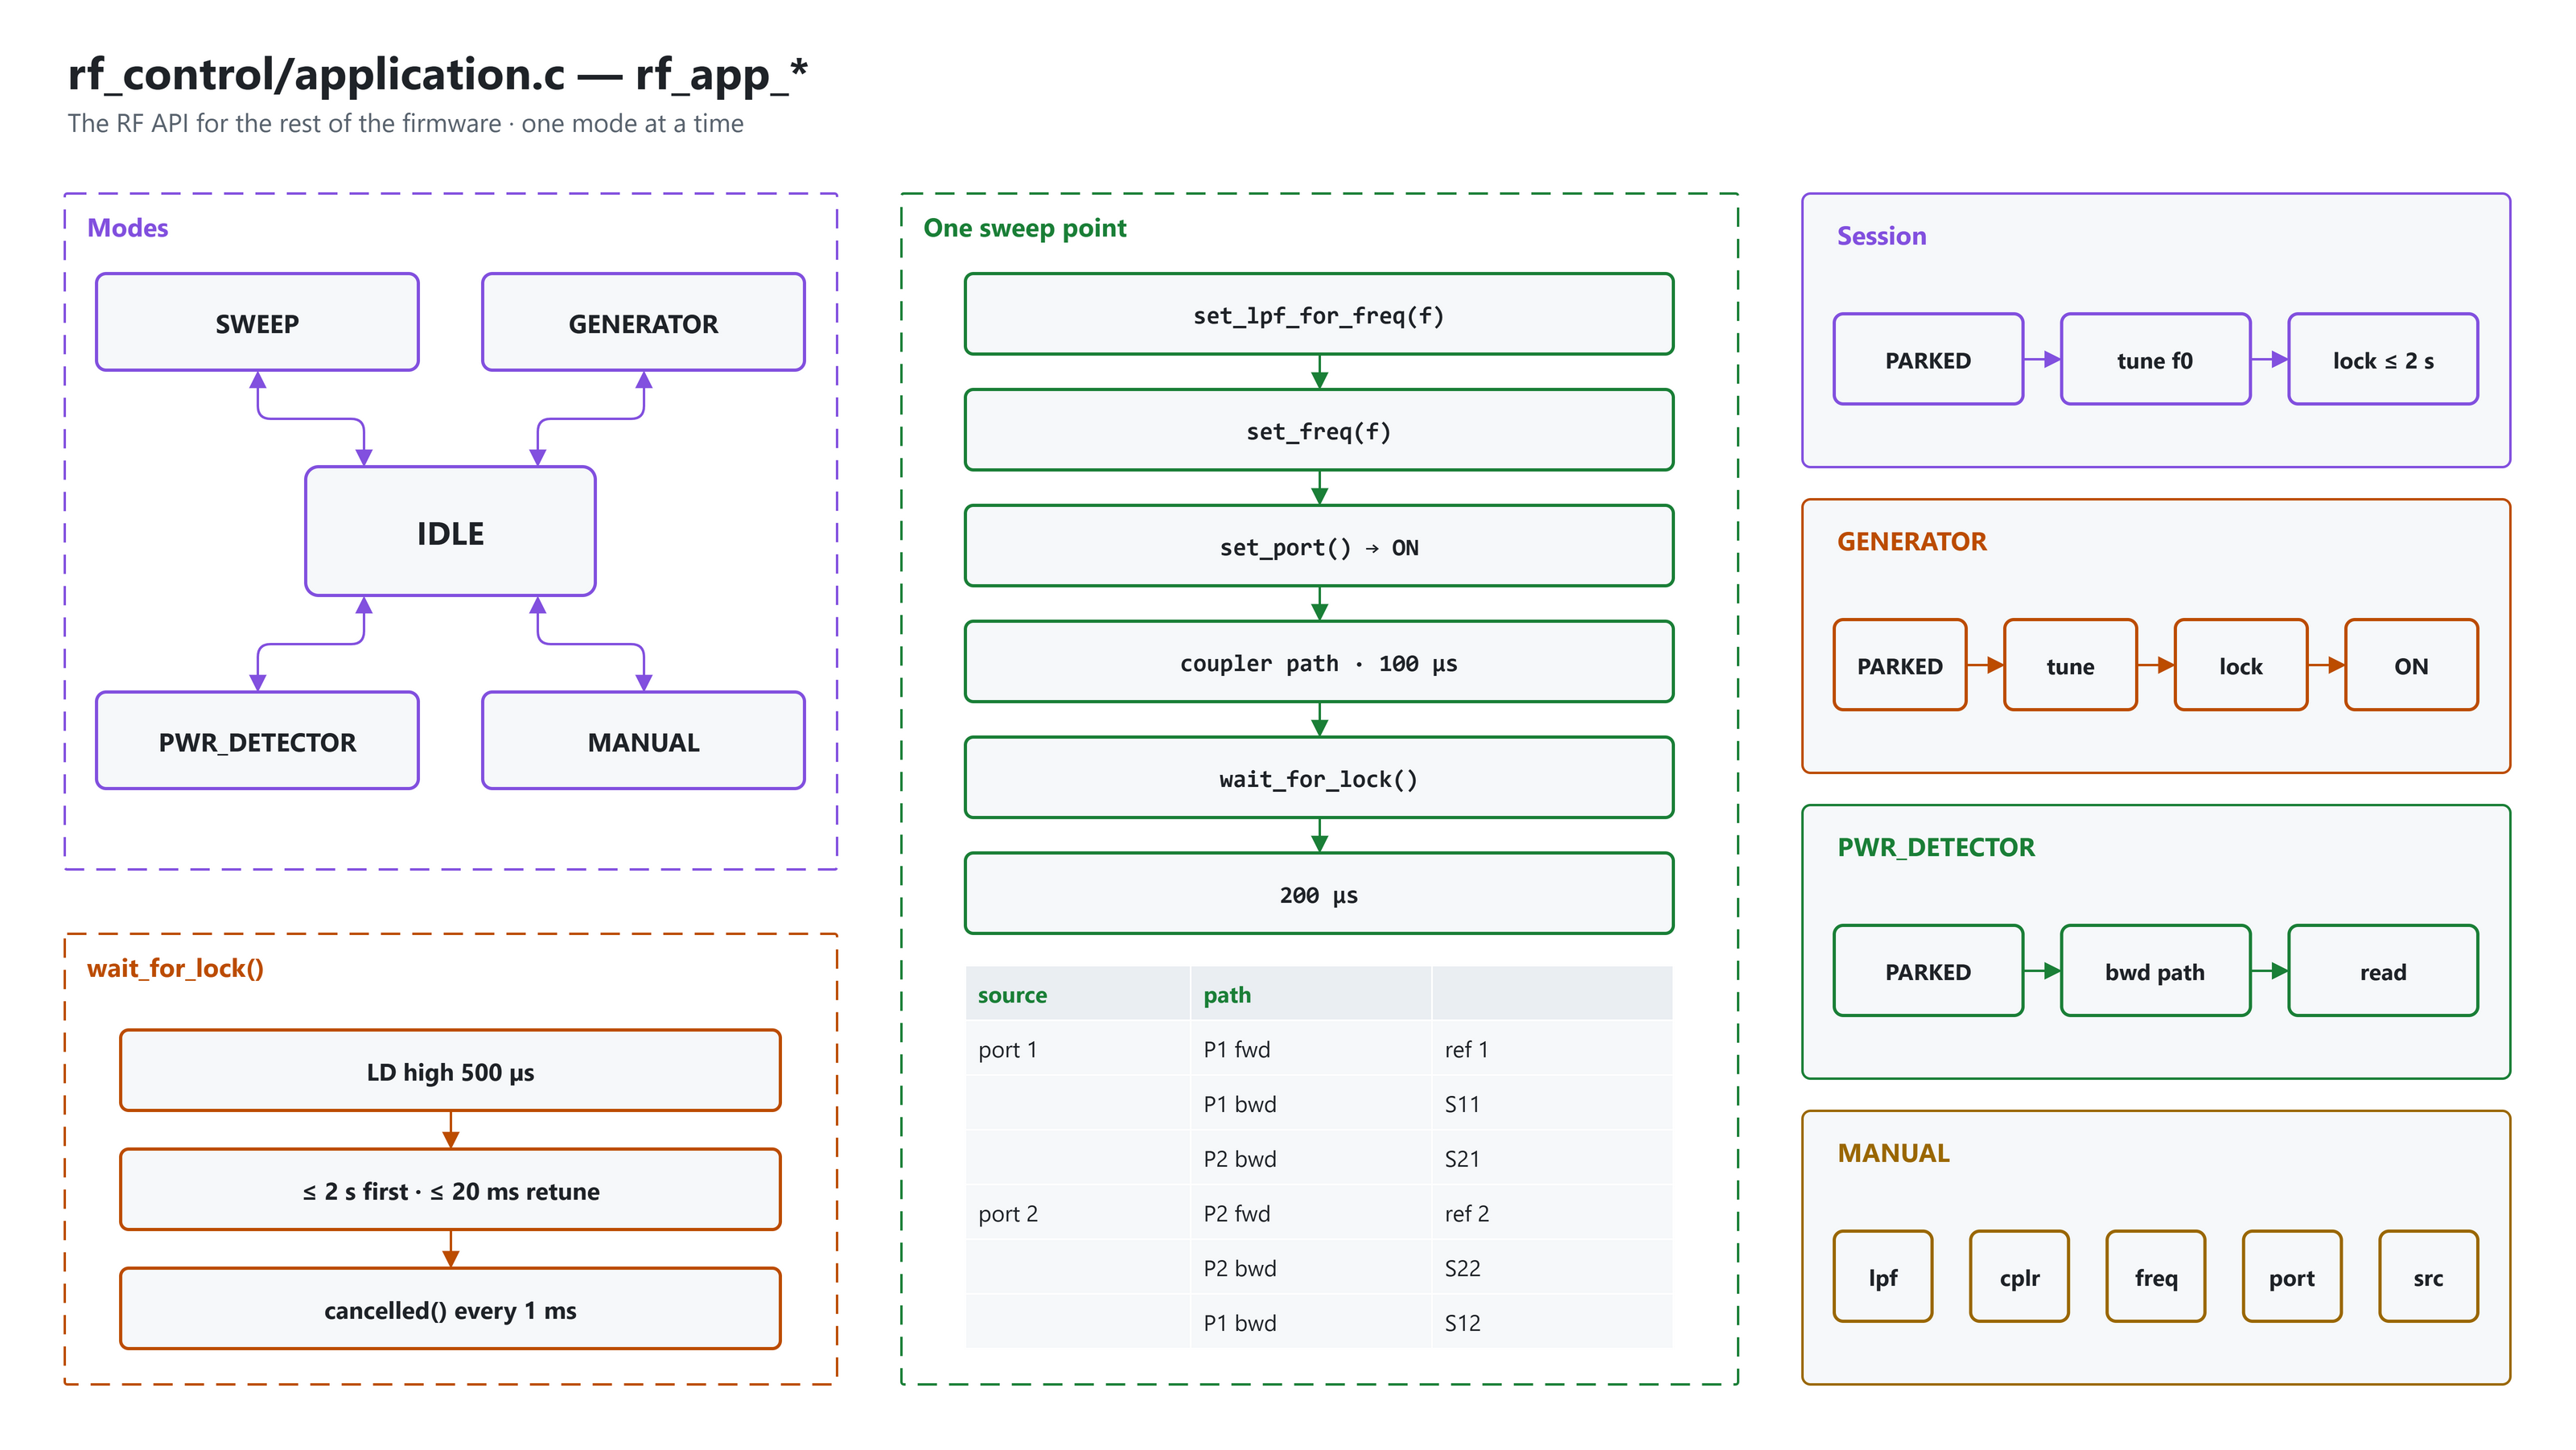 rf_control/application.c — rf_app_*
The RF API for the rest of the firmware · one mode at a time
Modes
SWEEP
GENERATOR
IDLE
PWR_DETECTOR
MANUAL
wait_for_lock()
LD high 500 µs
≤ 2 s first · ≤ 20 ms retune
cancelled() every 1 ms
One sweep point
set_lpf_for_freq(f)
set_freq(f)
set_port() → ON
coupler path · 100 µs
wait_for_lock()
200 µs
source path
port 1 P1 fwd ref 1
P1 bwd S11
P2 bwd S21
port 2 P2 fwd ref 2
P2 bwd S22
P1 bwd S12
Session
PARKED tune f0 lock ≤ 2 s
GENERATOR
PARKED tune lock ON
PWR_DETECTOR
PARKED bwd path read
MANUAL
lpf cplr freq port src